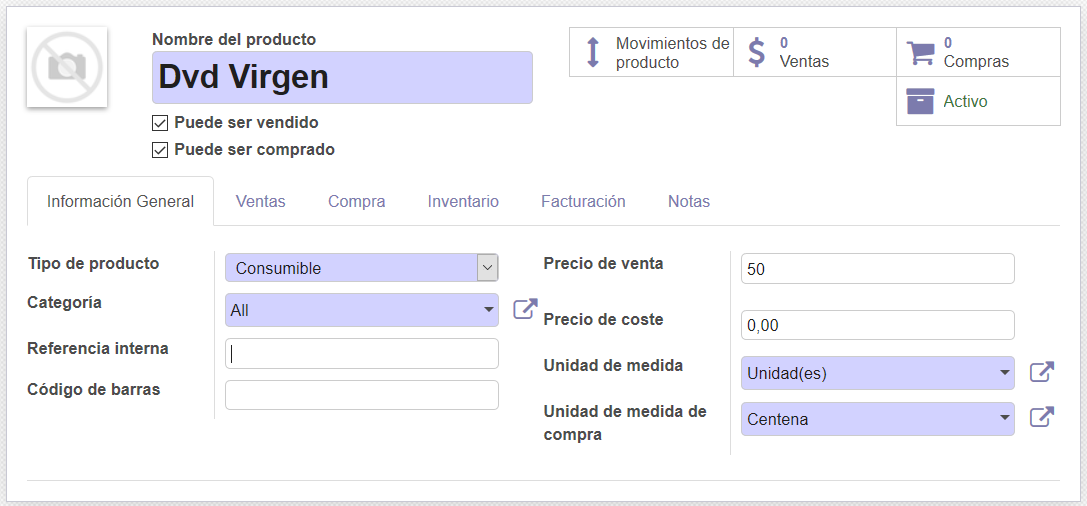 Nombre del producto
Dvd Virgen
Puede ser vendido
Puede ser comprado
Movimientos de
producto
0
Ventas
0
Compras
Activo
Información General
Ventas
Compra
Inventario
Facturación
Notas
Tipo de producto
Consumible
Categoría
All
Referencia interna
Código de barras
Precio de venta
50
Precio de coste
0,00
Unidad de medida
Unidad(es)
Unidad de medida de
compra
Centena